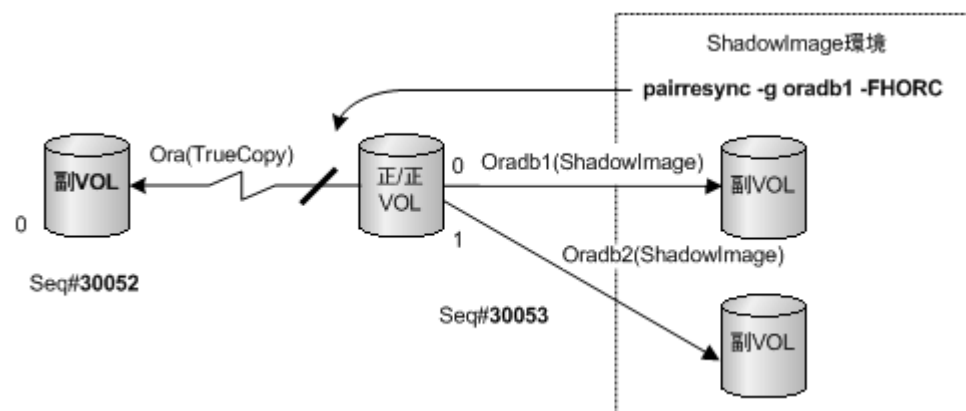 ShadowImage環境
pairresync -g oradb1 -FHORC
Ora(TrueCopy)
副VOL
0
正/正
VOL
0
1
Oradb1(ShadowImage)
副VOL
Oradb2(ShadowImage)
Seq#30052
Seq#30053
副VOL